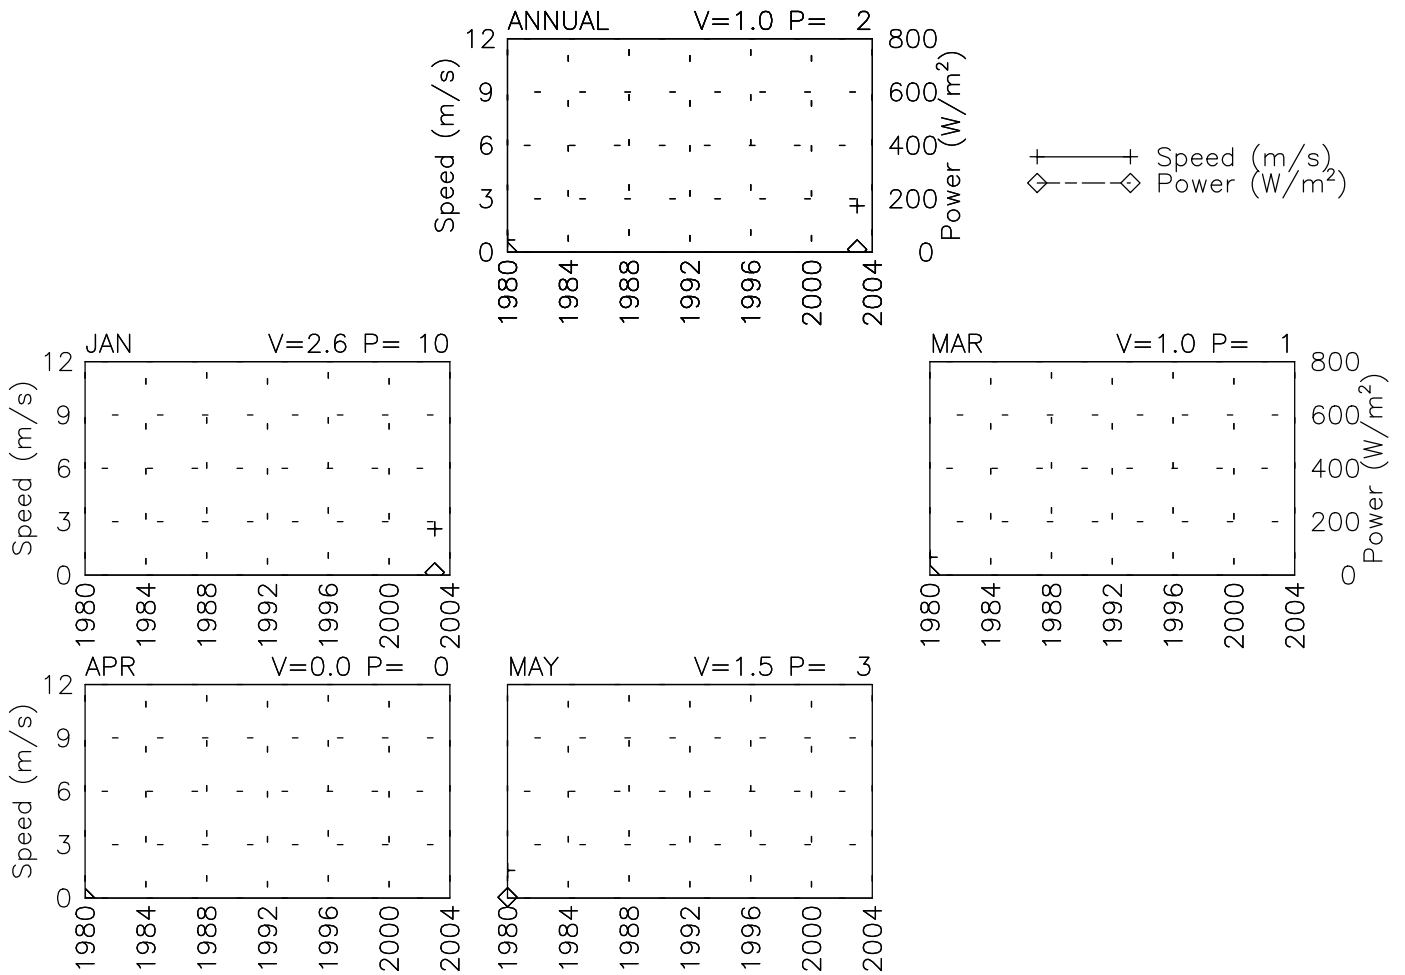 ANNUAL V=1.0 P= 2
12 9 6 3 0
Speed (m/s)
800 600 400 200 0
Power (W/m²)
1980 1984 1988 1992 1996 2000 2004
Speed (m/s)
Power (W/m²)
JAN V=2.6 P= 10
12 9 6 3 0
Speed (m/s)
1980 1984 1988 1992 1996 2000 2004
MAR V=1.0 P= 1
800 600 400 200 0
Power (W/m²)
1980 1984 1988 1992 1996 2000 2004
APR V=0.0 P= 0
12 9 6 3 0
Speed (m/s)
1980 1984 1988 1992 1996 2000 2004
MAY V=1.5 P= 3
1980 1984 1988 1992 1996 2000 2004